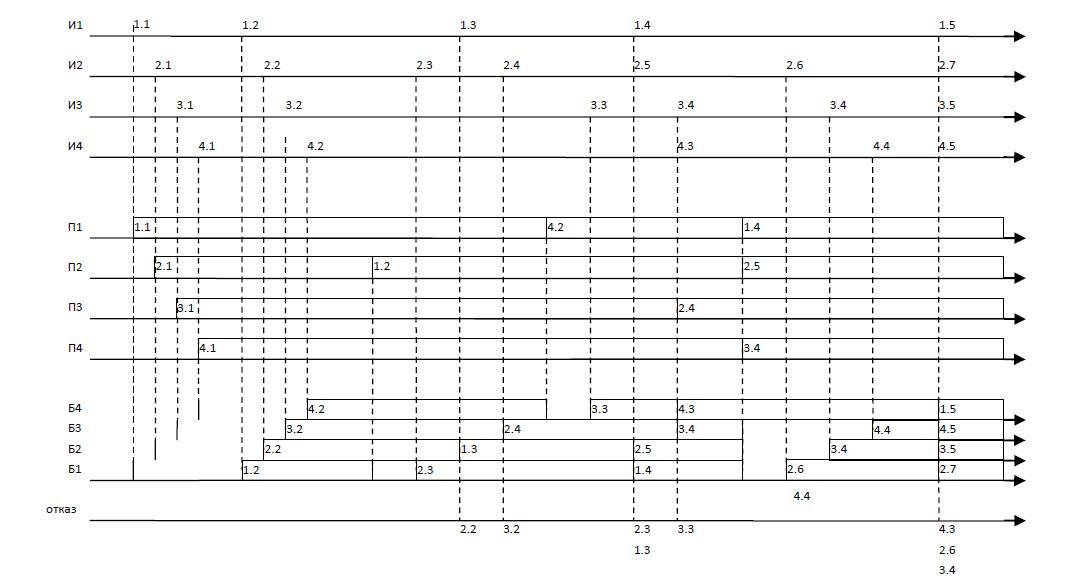 И1 1.1 1.2 1.3 1.4 1.5
И2 2.1 2.2 2.3 2.4 2.5 2.6 2.7
И3 3.1 3.2 3.3 3.4 3.4 3.5
И4 4.1 4.2 4.3 4.4 4.5
П1 1.1 4.2 1.4
П2 2.1 1.2 2.5
П3 3.1 2.4
П4 4.1 3.4
Б4 4.2 3.3 4.3 1.5
Б3 3.2 2.4 3.4 4.4 4.5
Б2 2.2 1.3 2.5 3.4 3.5
Б1 1.2 2.3 1.4 2.6 2.7
4.4
отказ
2.2 3.2 2.3 3.3 4.3
1.3 2.6
3.4